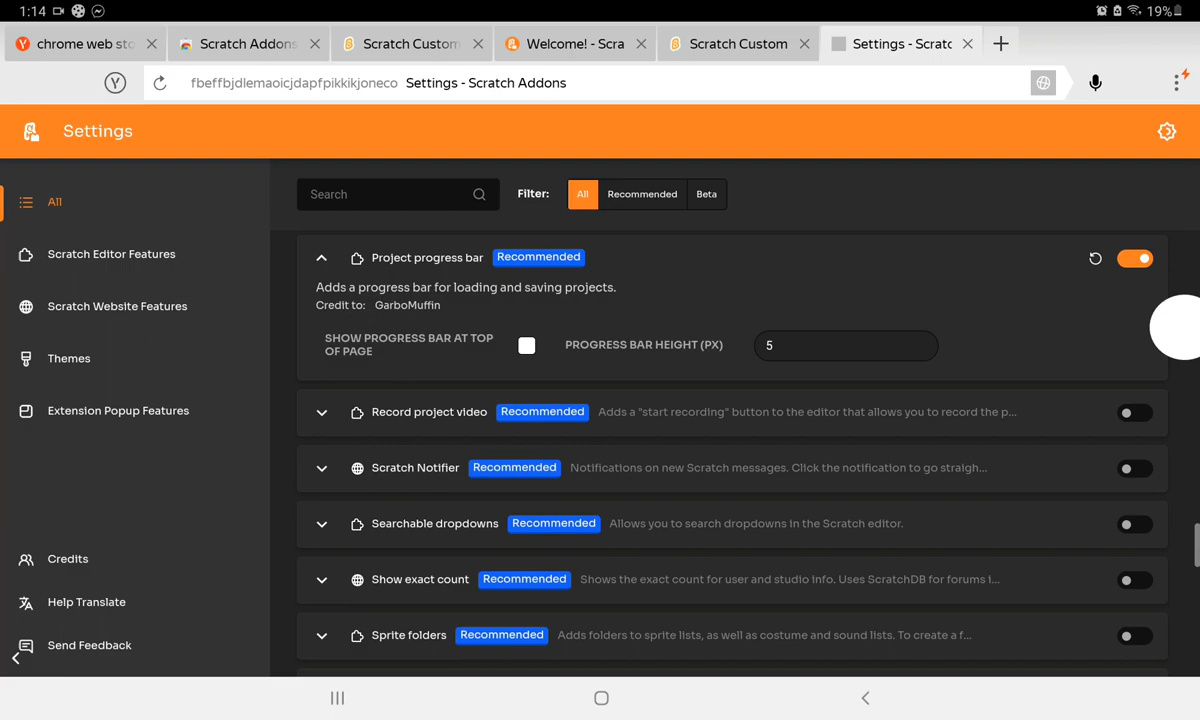 1:14
19%
chrome web sto
Scratch Addons
Scratch Custom
Welcome! - Scra
Scratch Custom
Settings - Scratc
fbeffbjdlemaoicjdapfpikkikjoneco Settings - Scratch Addons
Settings
Search
Filter:
All
Recommended
Beta
All
Scratch Editor Features
Scratch Website Features
Themes
Extension Popup Features
Credits
Help Translate
Send Feedback
Project progress bar Recommended
Adds a progress bar for loading and saving projects.
Credit to: GarboMuffin
SHOW PROGRESS BAR AT TOP
OF PAGE
PROGRESS BAR HEIGHT (PX)
5
Record project video Recommended Adds a "start recording" button to the editor that allows you to record the p...
Scratch Notifier Recommended Notifications on new Scratch messages. Click the notification to go straigh...
Searchable dropdowns Recommended Allows you to search dropdowns in the Scratch editor.
Show exact count Recommended Shows the exact count for user and studio info. Uses ScratchDB for forums i...
Sprite folders Recommended Adds folders to sprite lists, as well as costume and sound lists. To create a f...